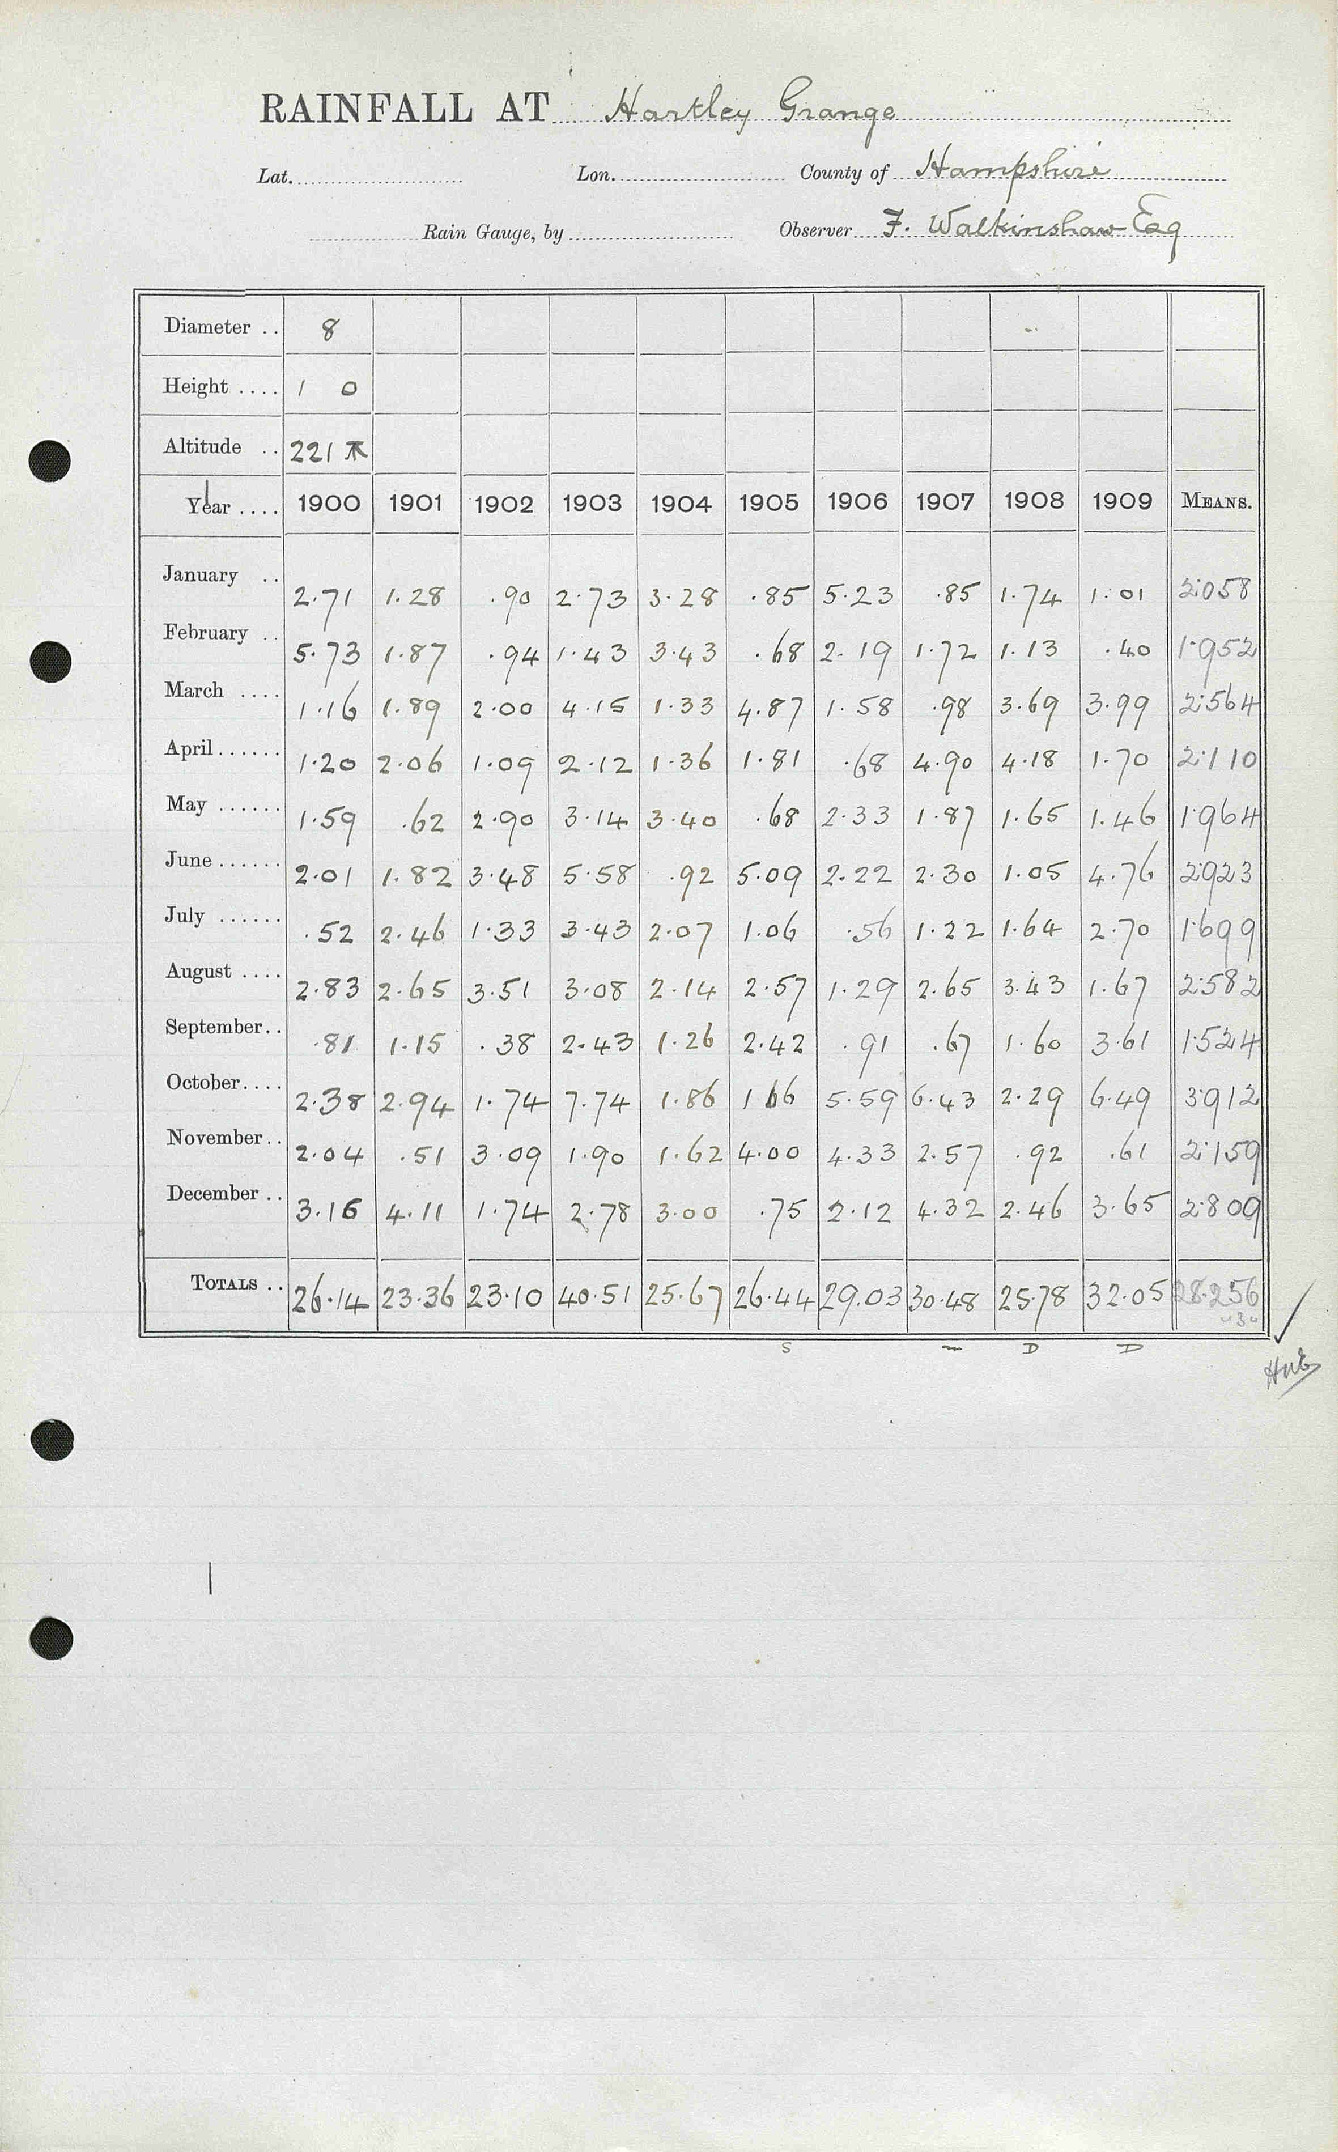 RAINFALL AT Hartley Grange
Lat. Lon. County of Hampshire
Rain Gauge, by Observer F. Walkinshaw Esq
Diameter .. 8
Height .... 1 0
Altitude .. 221
Year .... 1900 1901 1902 1903 1904 1905 1906 1907 1908 1909 MEANS.
January .. 2.71 1.28 .90 2.73 3.28 .85 5.23 .85 1.74 1.01 2.058
February .. 5.73 1.87 .94 1.43 3.43 .68 2.19 1.72 1.13 .40 1.952
March .... 1.16 1.89 2.00 4.15 1.33 4.87 1.58 .98 3.69 3.99 2.564
April ...... 1.20 2.06 1.09 2.12 1.36 1.81 .68 4.90 4.18 1.70 2.110
May ...... 1.59 .62 2.90 3.14 3.40 .68 2.33 1.87 1.65 1.46 1.964
June ...... 2.01 1.82 3.48 5.58 .92 5.09 2.22 2.30 1.05 4.76 2.923
July ...... .52 2.46 1.33 3.43 2.07 1.06 .56 1.22 1.64 2.70 1.699
August .... 2.83 2.65 3.51 3.08 2.14 2.57 1.29 2.65 3.43 1.67 2.582
September.. .81 1.15 .38 2.43 1.26 2.42 .91 .67 1.60 3.61 1.524
October.... 2.38 2.94 1.74 7.74 1.86 1 66 5.59 6.43 2.29 6.49 3.912
November .. 2.04 .51 3.09 1.90 1.62 4.00 4.33 2.57 .92 .61 2.159
December .. 3.16 4.11 1.74 2.78 3.00 .75 2.12 4.32 2.46 3.65 2.809
TOTALS .. 26.14 23.36 23.10 40.51 25.67 26.44 29.03 30.48 25.78 32.05 28.256
S D D